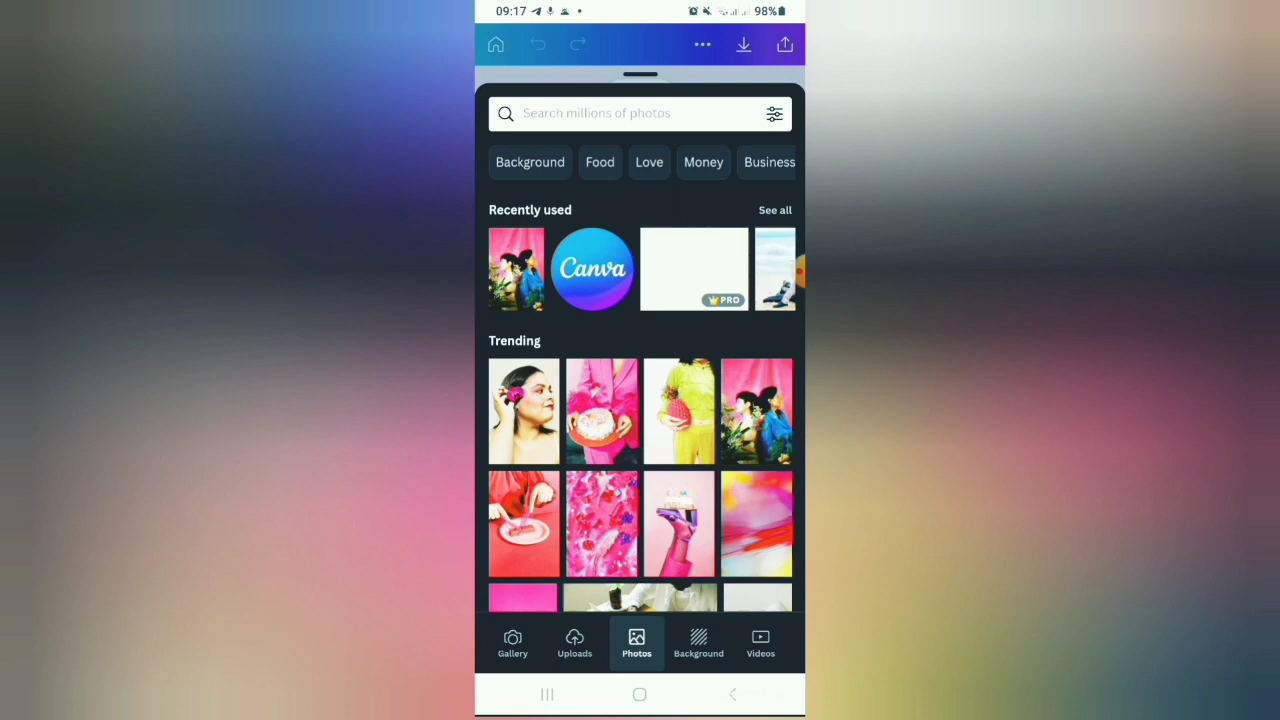 09:17 98%
Search millions of photos
Background Food Love Money Business
Recently used See all
Canva
PRO
Trending
Gallery Uploads Photos Background Videos